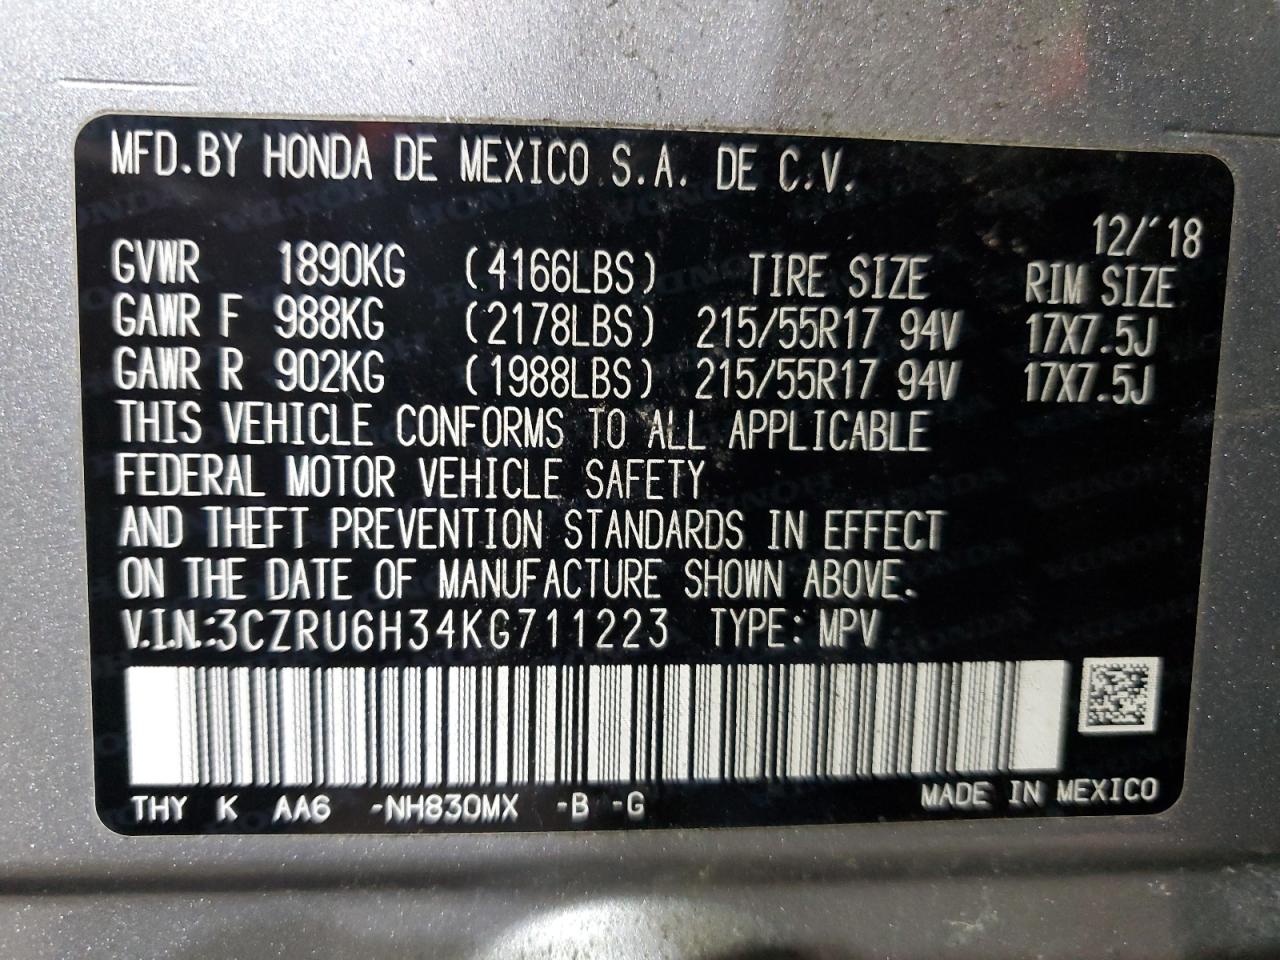 MFD.BY HONDA DE MEXICO S.A. DE C.V.
12/'18
GVWR 1890KG (4166LBS) TIRE SIZE RIM SIZE
GAWR F 988KG (2178LBS) 215/55R17 94V 17X7.5J
GAWR R 902KG (1988LBS) 215/55R17 94V 17X7.5J
THIS VEHICLE CONFORMS TO ALL APPLICABLE
FEDERAL MOTOR VEHICLE SAFETY
AND THEFT PREVENTION STANDARDS IN EFFECT
ON THE DATE OF MANUFACTURE SHOWN ABOVE.
V.I.N.:3CZRU6H34KG711223 TYPE: MPV
THY K AA6 -NH830MX -B -G MADE IN MEXICO